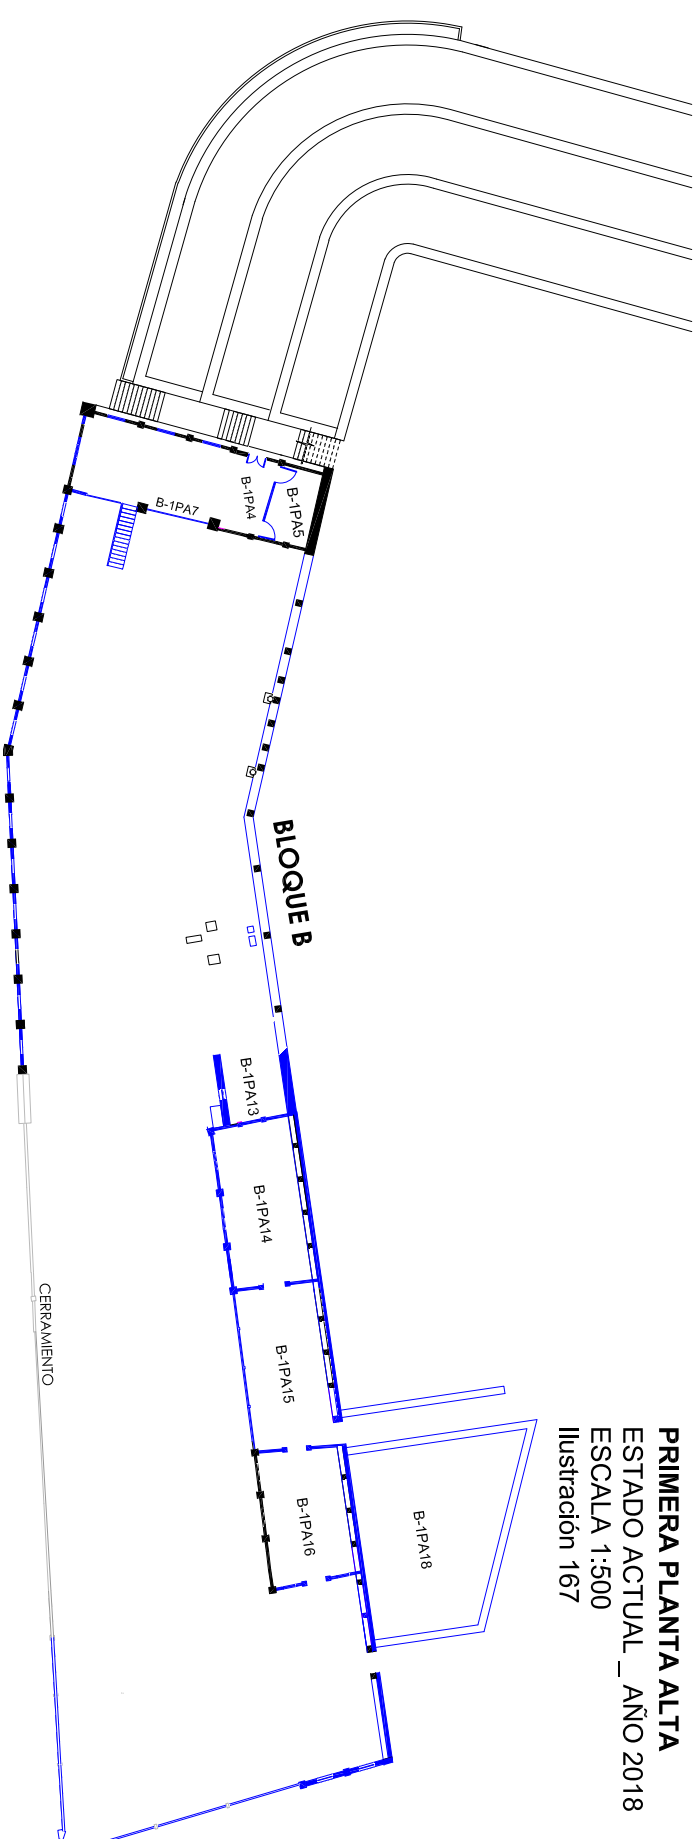 PRIMERA PLANTA ALTA
ESTADO ACTUAL _ AÑO 2018
ESCALA 1:500
Ilustración 167
BLOQUE B
B-1PA5
B-1PA4
B-1PA7
B-1PA13
B-1PA14
B-1PA15
B-1PA16
B-1PA18
CERRAMIENTO